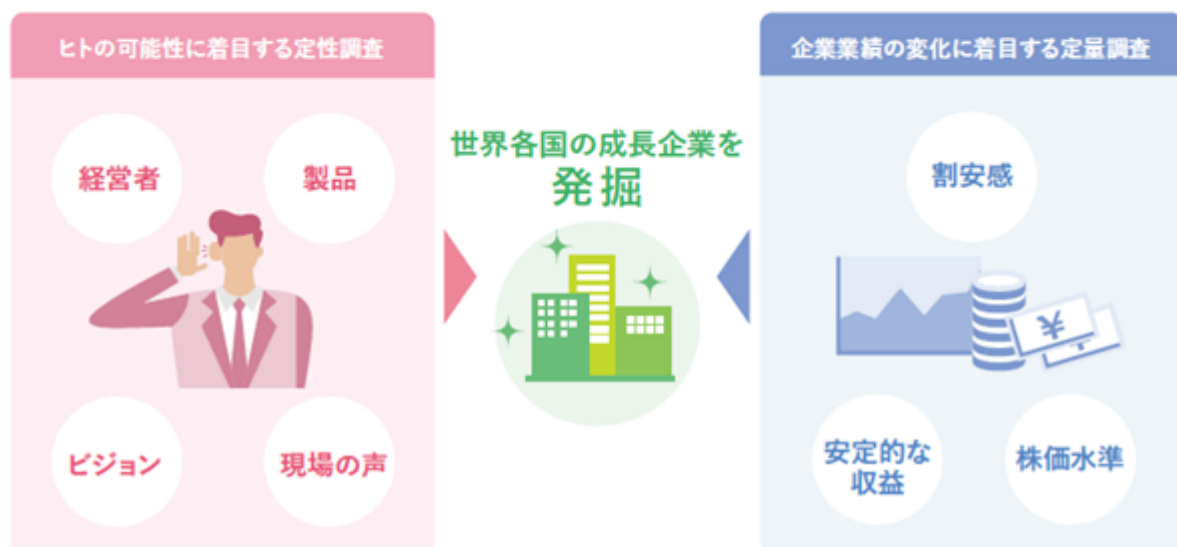 ヒトの可能性に着目する定性調査
経営者
製品
ビジョン
現場の声
世界各国の成長企業を
発掘
企業業績の変化に着目する定量調査
割安感
¥
安定的な
収益
株価水準